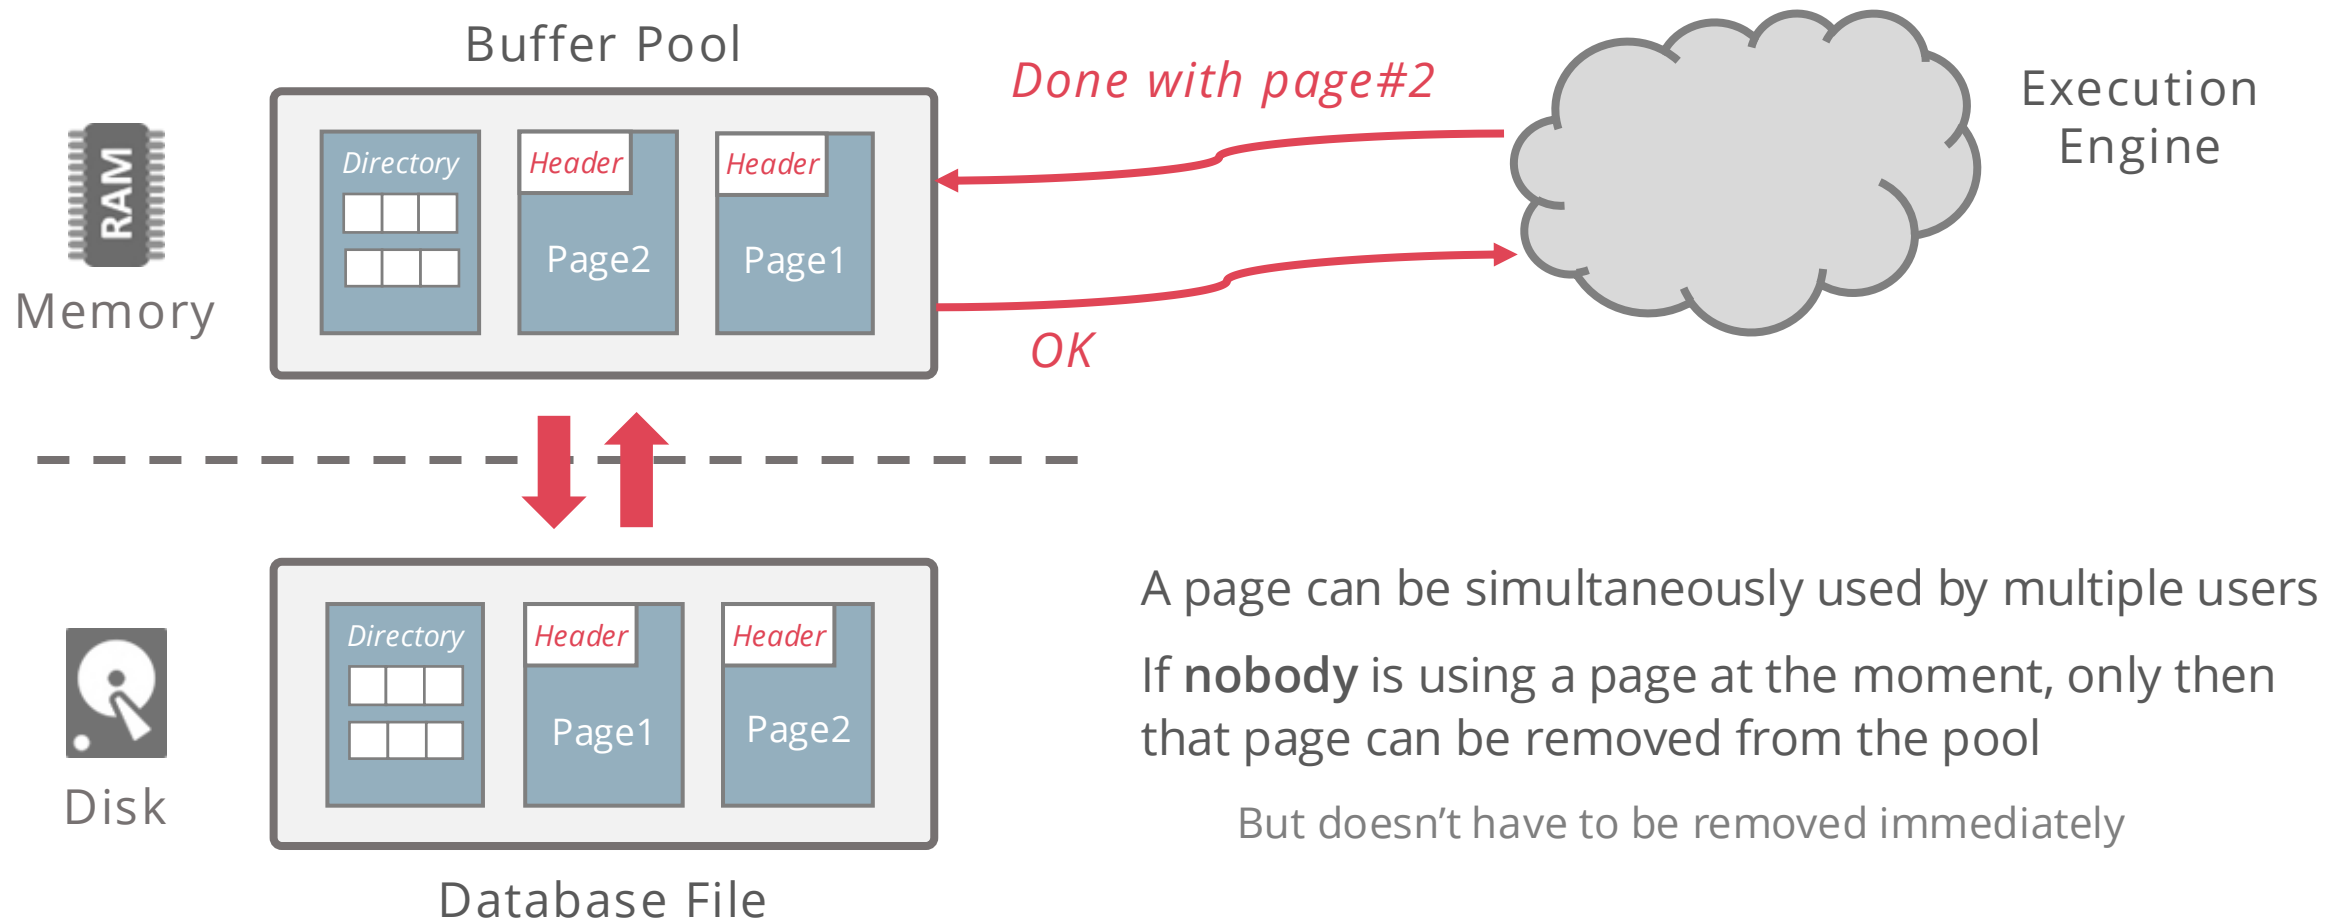 Buffer Pool
Done with page#2
Execution
Engine
RAM
Memory
Directory
Header
Page2
Header
Page1
OK
Directory
Header
Page1
Header
Page2
Disk
Database File
A page can be simultaneously used by multiple users
If nobody is using a page at the moment, only then
that page can be removed from the pool
But doesn’t have to be removed immediately